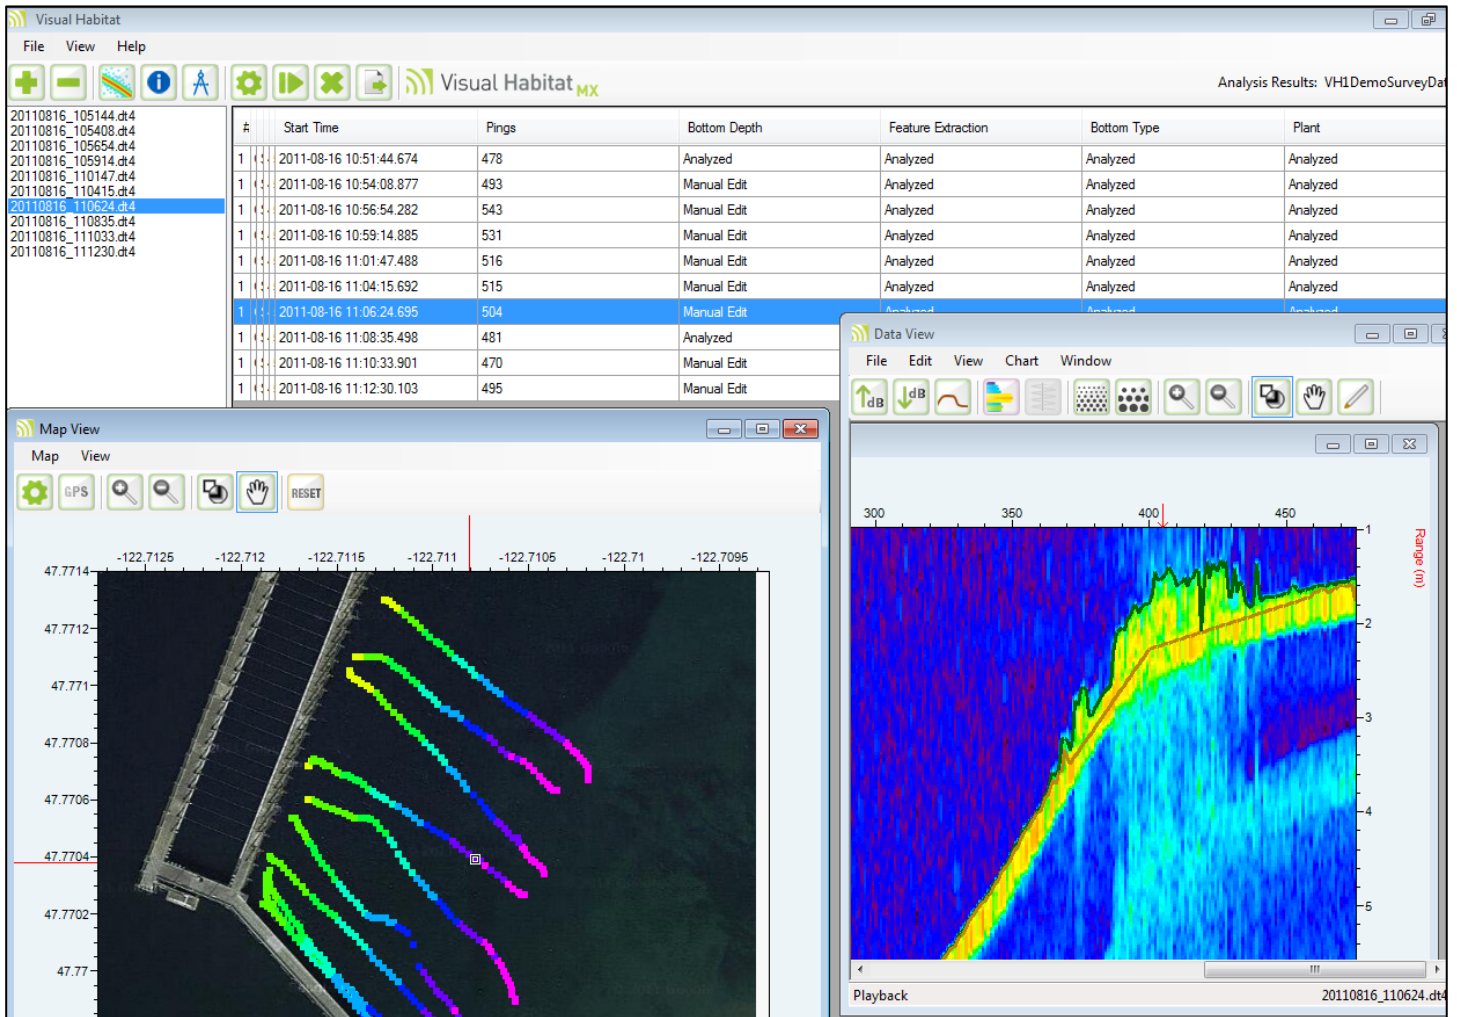 Visual Habitat
File View Help
Visual Habitat MX
Analysis Results: VH1DemoSurveyDat
20110816_105144.dt4
20110816_105408.dt4
20110816_105654.dt4
20110816_105914.dt4
20110816_110147.dt4
20110816_110415.dt4
20110816_110624.dt4
20110816_110835.dt4
20110816_111033.dt4
20110816_111230.dt4
# Start Time Pings Bottom Depth Feature Extraction Bottom Type Plant
1 2011-08-16 10:51:44.674 478 Analyzed Analyzed Analyzed Analyzed
1 2011-08-16 10:54:08.877 493 Manual Edit Analyzed Analyzed Analyzed
1 2011-08-16 10:56:54.282 543 Manual Edit Analyzed Analyzed Analyzed
1 2011-08-16 10:59:14.885 531 Manual Edit Analyzed Analyzed Analyzed
1 2011-08-16 11:01:47.488 516 Manual Edit Analyzed Analyzed Analyzed
1 2011-08-16 11:04:15.692 515 Manual Edit Analyzed Analyzed Analyzed
1 2011-08-16 11:06:24.695 504 Manual Edit Analyzed Analyzed Analyzed
1 2011-08-16 11:08:35.498 481 Analyzed
1 2011-08-16 11:10:33.901 470 Manual Edit
1 2011-08-16 11:12:30.103 495 Manual Edit
Map View
Map View
GPS RESET
-122.7125 -122.712 -122.7115 -122.711 -122.7105 -122.71 -122.7095
47.7714
47.7712
47.771
47.7708
47.7706
47.7704
47.7702
47.77
Data View
File Edit View Chart Window
dB dB
300 350 400 450
1
Range (m)
2
3
4
5
Playback 20110816_110624.dt4